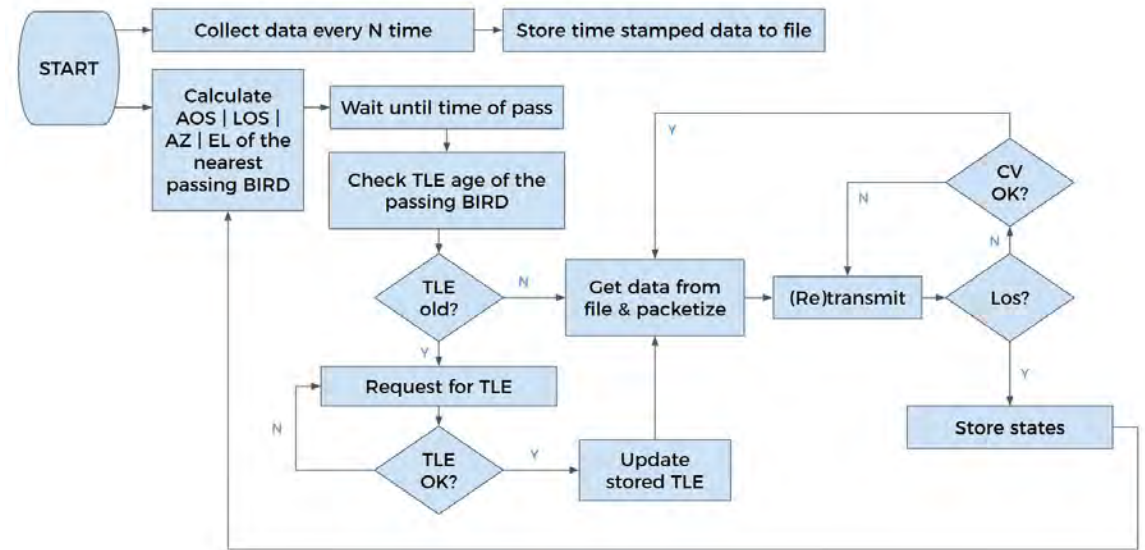 START
Collect data every N time
Store time stamped data to file
Calculate
AOS | LOS |
AZ | EL of the
nearest
passing BIRD
Wait until time of pass
Check TLE age of the
passing BIRD
TLE
old?
N
Y
Request for TLE
TLE
OK?
N
Y
Update
stored TLE
Get data from
file & packetize
(Re)transmit
Los?
N
Y
CV
OK?
N
Y
Store states